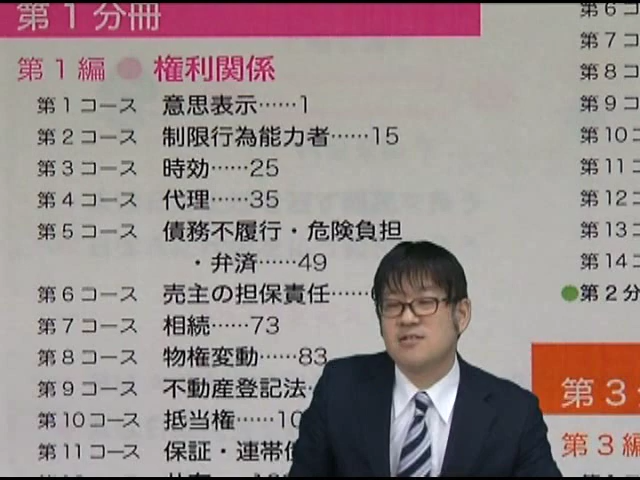 第1分冊
第1編 ● 権利関係
第1コース 意思表示……1
第2コース 制限行為能力者……15
第3コース 時効……25
第4コース 代理……35
第5コース 債務不履行・危険負担
・弁済……49
第6コース 売主の担保責任……
第7コース 相続……73
第8コース 物権変動……83
第9コース 不動産登記法
第10コース 抵当権……10
第11コース 保証・連帯
第6コ
第7コ
第8コ
第9コ
第10
第11
第12
第13
第14
●第2分
第3
第3編